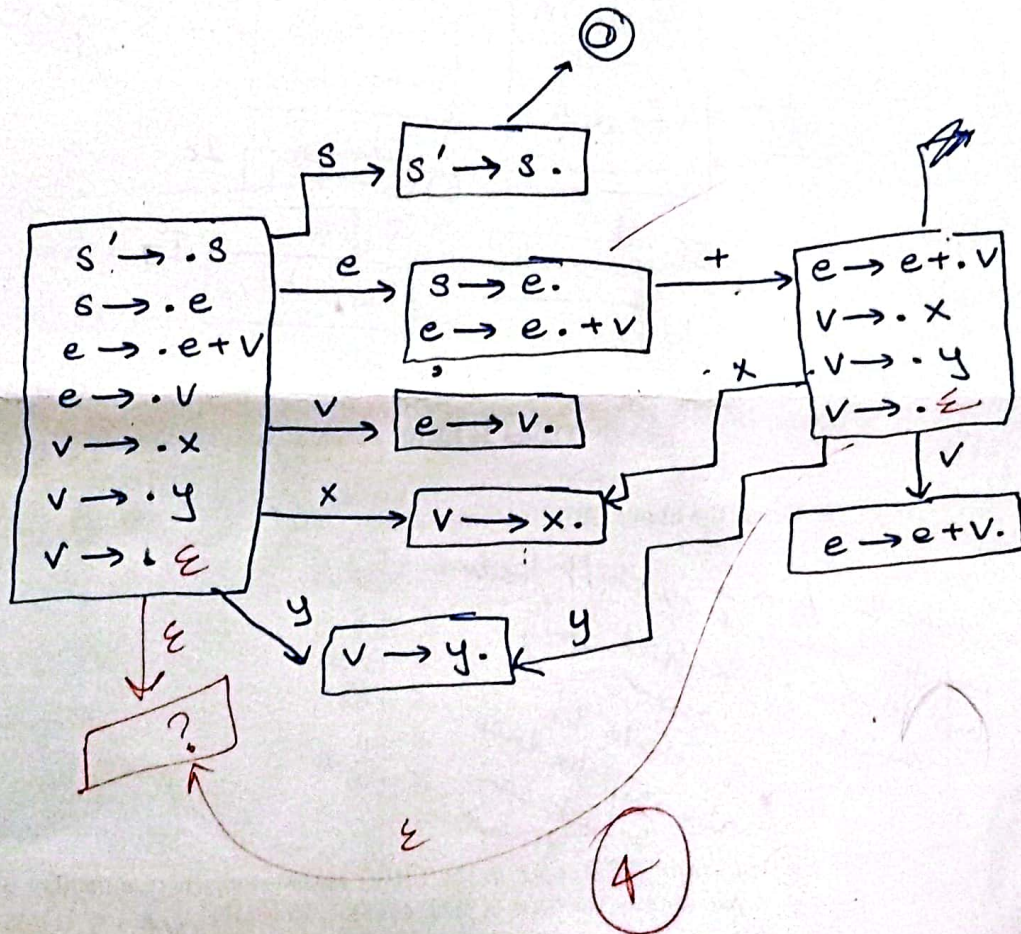 s
s' → s .
s' → . s
s → . e
e → . e + v
e → . v
v → . x
v → . y
v → . ε
e
s → e .
e → e . + v
+
e → e + . v
v → . x
v → . y
v → . ε
v
e → v .
x
v → x .
x
v
e → e + v .
y
v → y .
y
ε
?
ε
4